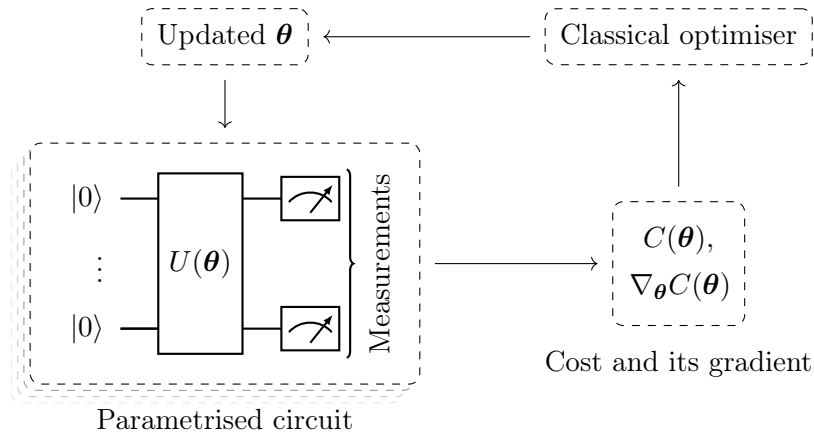 Updated θ
Classical optimiser
|0⟩
⋮
|0⟩
U(θ)
Measurements
C(θ),
∇θC(θ)
Cost and its gradient
Parametrised circuit